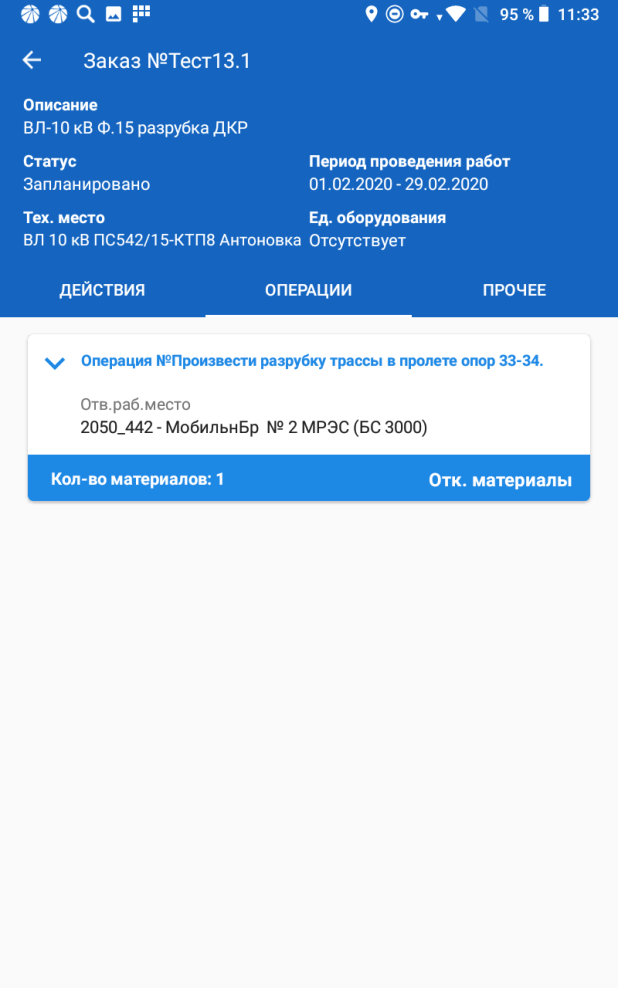 95 % 11:33
Заказ №Тест13.1
Описание
ВЛ-10 кВ Ф.15 разрубка ДКР
Статус
Запланировано
Период проведения работ
01.02.2020 - 29.02.2020
Тех. место
ВЛ 10 кВ ПС542/15-КТП8 Антоновка
Ед. оборудования
Отсутствует
ДЕЙСТВИЯ
ОПЕРАЦИИ
ПРОЧЕЕ
Операция №Произвести разрубку трассы в пролете опор 33-34.
Отв.раб.место
2050_442 - МобильнБр № 2 МРЭС (БС 3000)
Кол-во материалов: 1
Отк. материалы